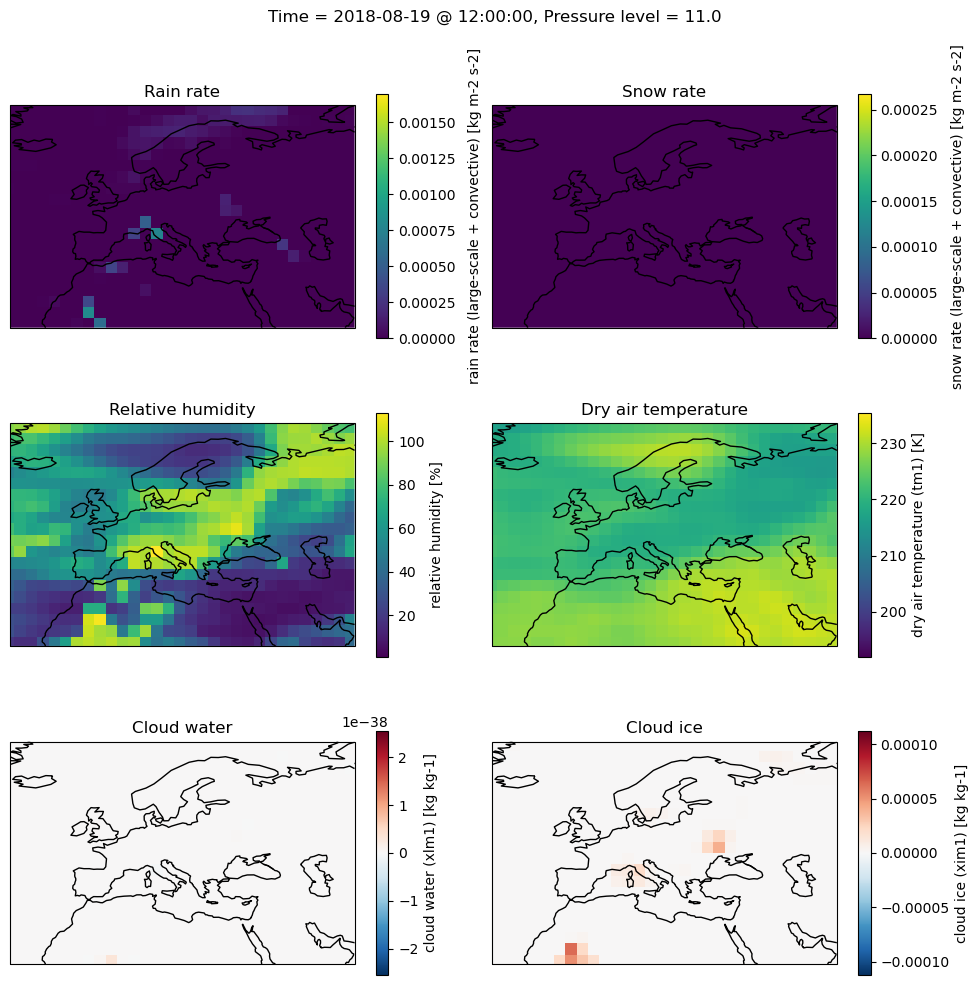 Time = 2018-08-19 @ 12:00:00, Pressure level = 11.0
Rain rate
0.00150
0.00125
0.00100
0.00075
0.00050
0.00025
0.00000
rain rate (large-scale + convective) [kg m-2 s-2]
Snow rate
0.00025
0.00020
0.00015
0.00010
0.00005
0.00000
snow rate (large-scale + convective) [kg m-2 s-2]
Relative humidity
100
80
60
40
20
relative humidity [%]
Dry air temperature
230
220
210
200
dry air temperature (tm1) [K]
Cloud water
1e−38
2
1
0
−1
−2
cloud water (xlm1) [kg kg-1]
Cloud ice
0.00010
0.00005
0.00000
−0.00005
−0.00010
cloud ice (xim1) [kg kg-1]